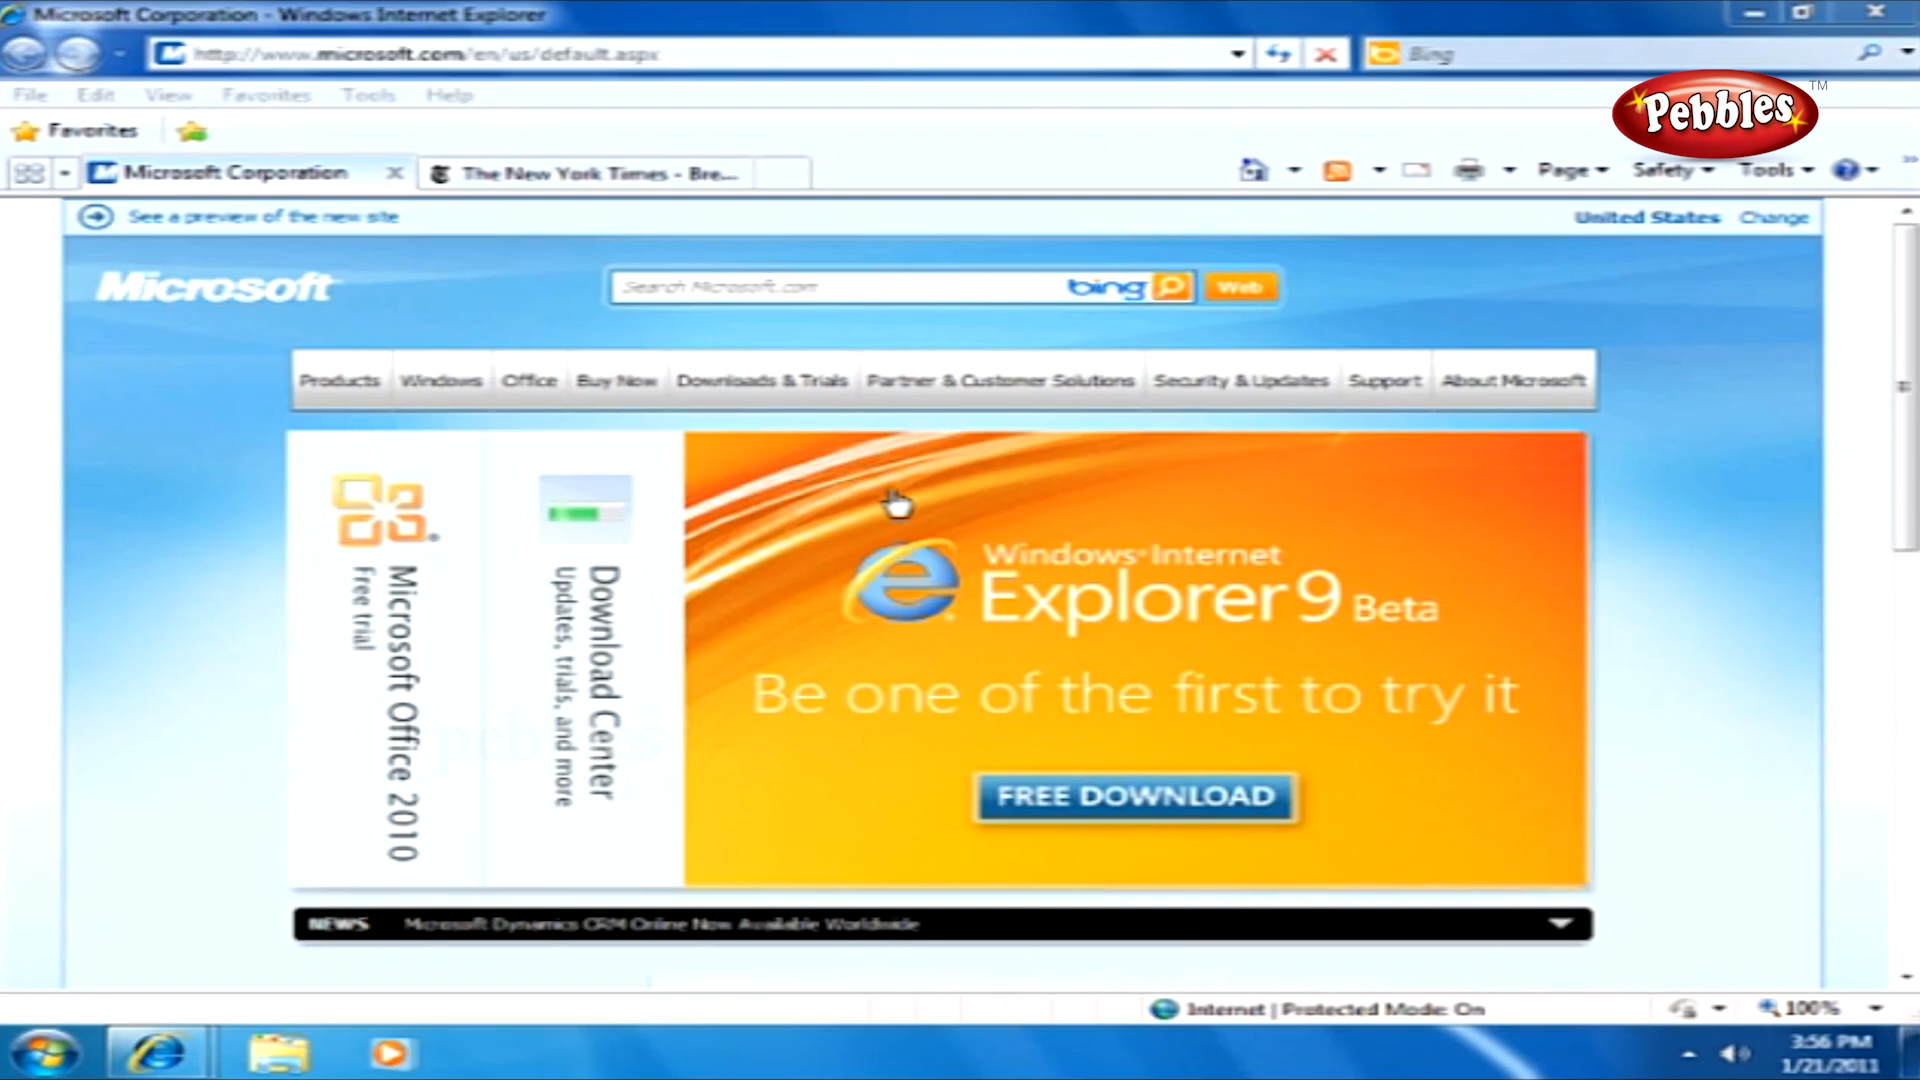 Microsoft Corporation - Windows Internet Explorer
http://www.microsoft.com/en/us/default.aspx
Bing
File Edit View Favorites Tools Help
Pebbles™
Favorites
Microsoft Corporation
The New York Times - Bre...
Page Safety Tools
See a preview of the new site
United States Change
Microsoft
Search Microsoft.com
bing
Web
Products Windows Office Buy Now Downloads & Trials Partner & Customer Solutions Security & Updates Support About Microsoft
Microsoft Office 2010
Free trial
Download Center
Updates, trials, and more
Windows Internet
Explorer 9 Beta
Be one of the first to try it
FREE DOWNLOAD
pebbles
NEWS Microsoft Dynamics CRM Online Now Available Worldwide
Internet | Protected Mode: On
100%
3:56 PM
1/21/2011